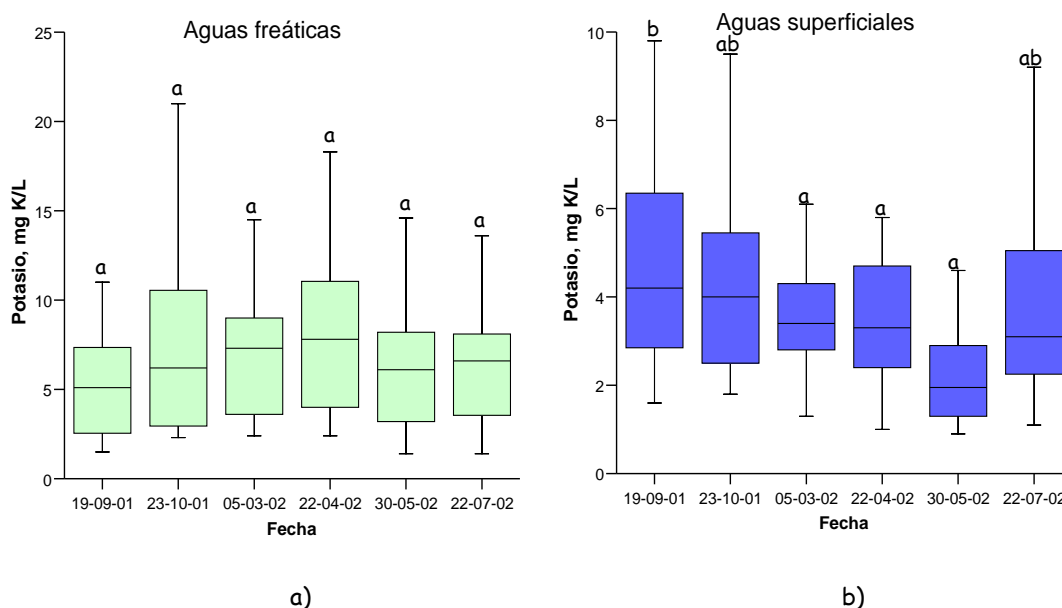 Aguas freáticas
25
20
15
10
5
0
Potasio, mg K/L
a
a
a
a
a
a
19-09-01 23-10-01 05-03-02 22-04-02 30-05-02 22-07-02
Fecha
a)
Aguas superficiales
10
8
6
4
2
0
Potasio, mg K/L
b
ab
a
a
a
ab
19-09-01 23-10-01 05-03-02 22-04-02 30-05-02 22-07-02
Fecha
b)